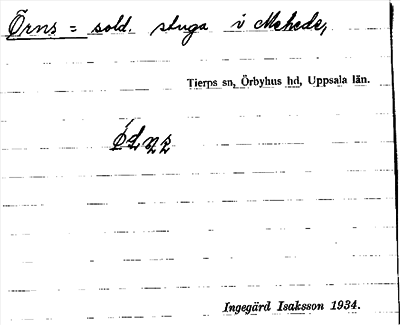 Örns = sold. stuga i Mehede,
Tierps sn, Örbyhus hd, Uppsala län.
Ingegärd Isaksson 1934.